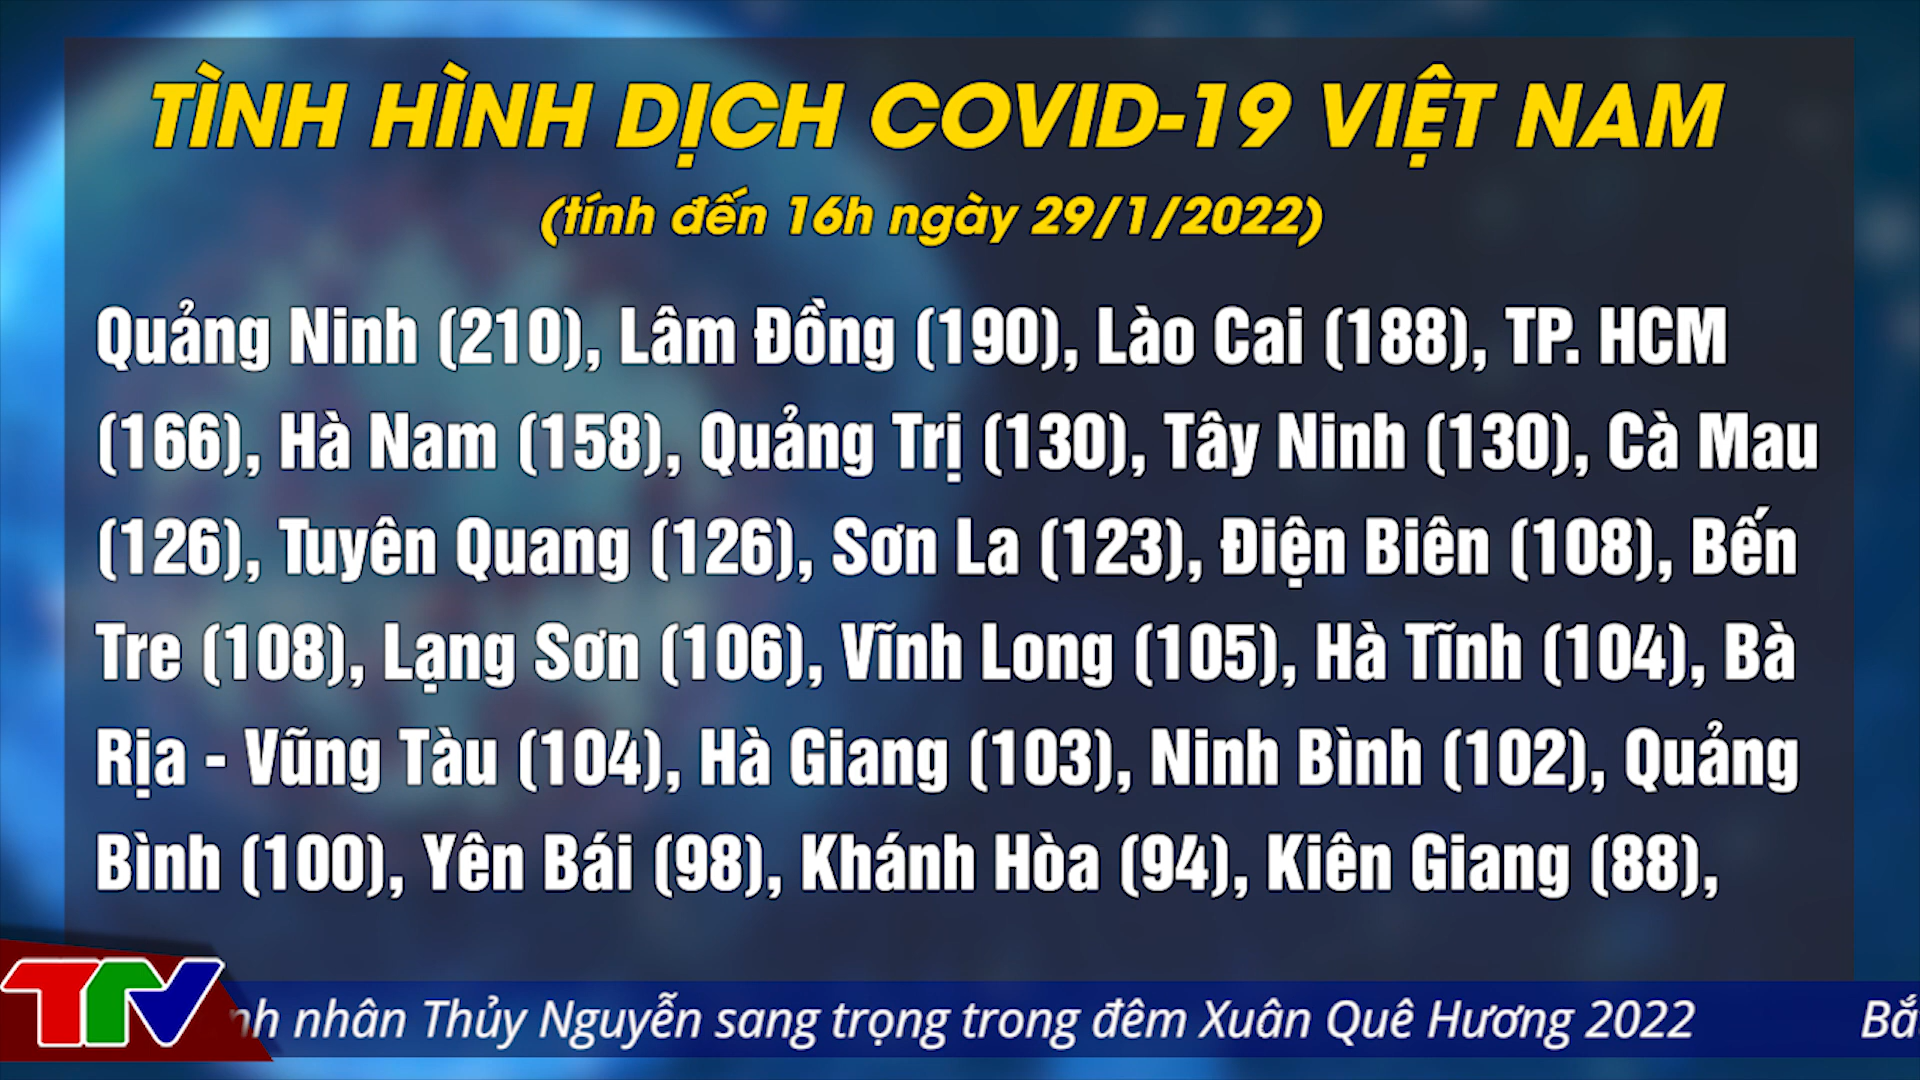 TÌNH HÌNH DỊCH COVID-19 VIỆT NAM
(tính đến 16h ngày 29/1/2022)
Quảng Ninh (210), Lâm Đồng (190), Lào Cai (188), TP. HCM
(166), Hà Nam (158), Quảng Trị (130), Tây Ninh (130), Cà Mau
(126), Tuyên Quang (126), Sơn La (123), Điện Biên (108), Bến
Tre (108), Lạng Sơn (106), Vĩnh Long (105), Hà Tĩnh (104), Bà
Rịa - Vũng Tàu (104), Hà Giang (103), Ninh Bình (102), Quảng
Bình (100), Yên Bái (98), Khánh Hòa (94), Kiên Giang (88),
TTV
nhân Thủy Nguyễn sang trọng trong đêm Xuân Quê Hương 2022